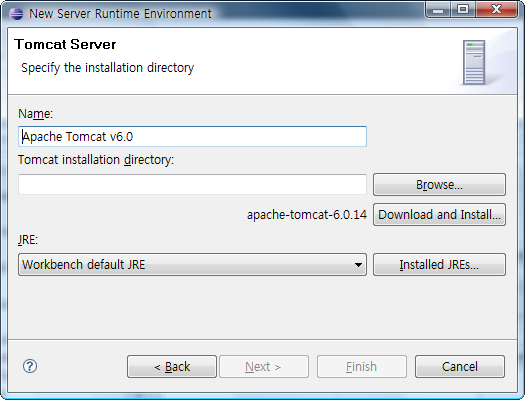 New Server Runtime Environment
Tomcat Server
Specify the installation directory
Name:
Apache Tomcat v6.0
Tomcat installation directory:
Browse...
apache-tomcat-6.0.14 Download and Install...
JRE:
Workbench default JRE Installed JREs...
? < Back Next > Finish Cancel